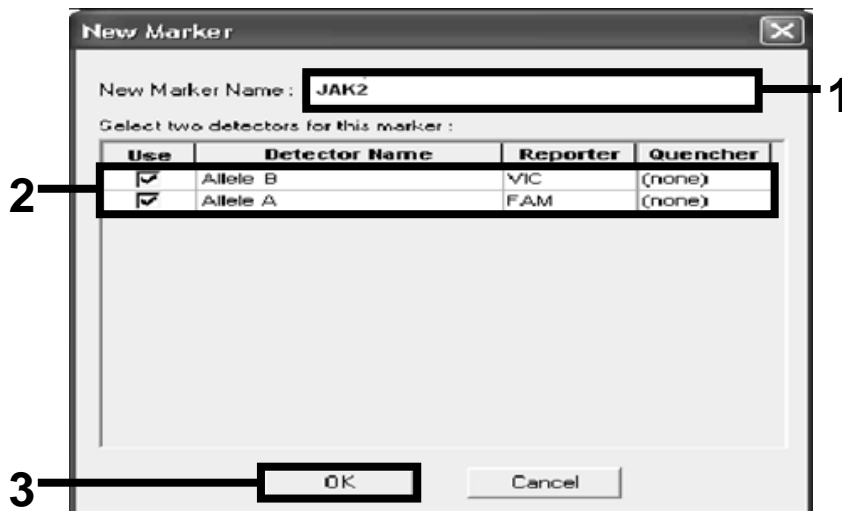 New Marker
New Marker Name : JAK2
1
Select two detectors for this marker :
Use Detector Name Reporter Quencher
2
Allele B VIC (none)
Allele A FAM (none)
3
OK Cancel